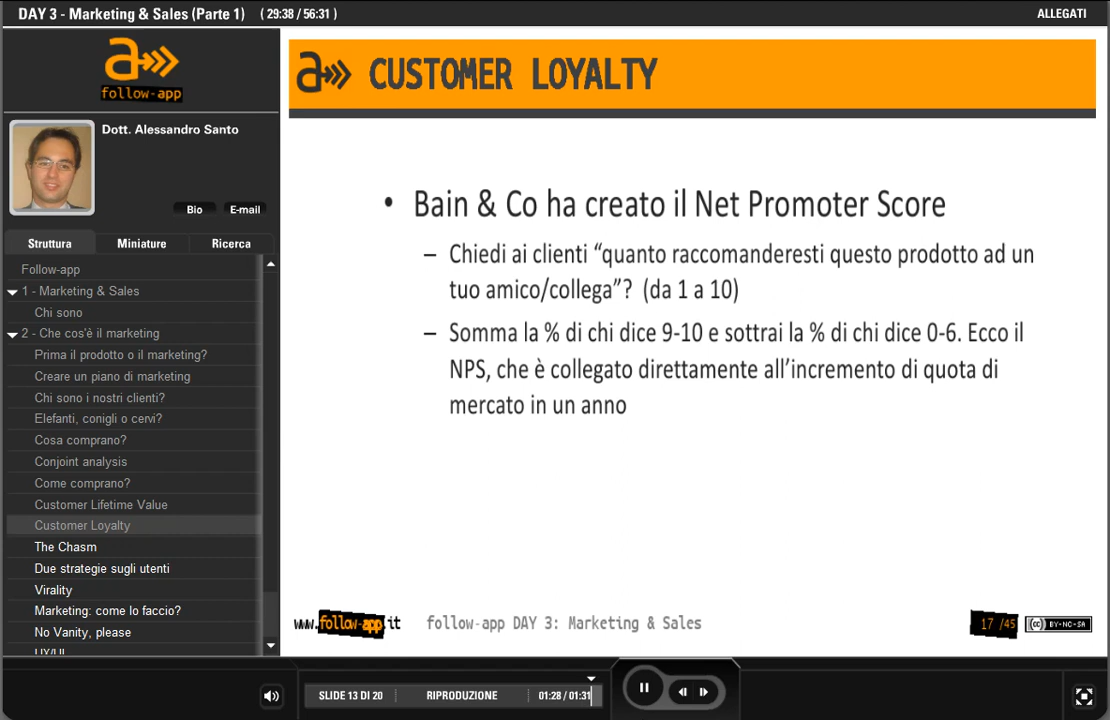 DAY 3 - Marketing & Sales (Parte 1) ( 29:38 / 56:31 )
ALLEGATI
a
follow-app
Dott. Alessandro Santo
Bio E-mail
Struttura Miniature Ricerca
Follow-app
1 - Marketing & Sales
Chi sono
2 - Che cos'è il marketing
Prima il prodotto o il marketing?
Creare un piano di marketing
Chi sono i nostri clienti?
Elefanti, conigli o cervi?
Cosa comprano?
Conjoint analysis
Come comprano?
Customer Lifetime Value
Customer Loyalty
The Chasm
Due strategie sugli utenti
Virality
Marketing: come lo faccio?
No Vanity, please
UX/UI
a CUSTOMER LOYALTY
• Bain & Co ha creato il Net Promoter Score
– Chiedi ai clienti “quanto raccomanderesti questo prodotto ad un
tuo amico/collega”? (da 1 a 10)
– Somma la % di chi dice 9-10 e sottrai la % di chi dice 0-6. Ecco il
NPS, che è collegato direttamente all’incremento di quota di
mercato in un anno
www.follow-app.it follow-app DAY 3: Marketing & Sales 17 /45 (cc) BY-NC-SA
SLIDE 13 DI 20 RIPRODUZIONE 01:28 / 01:31